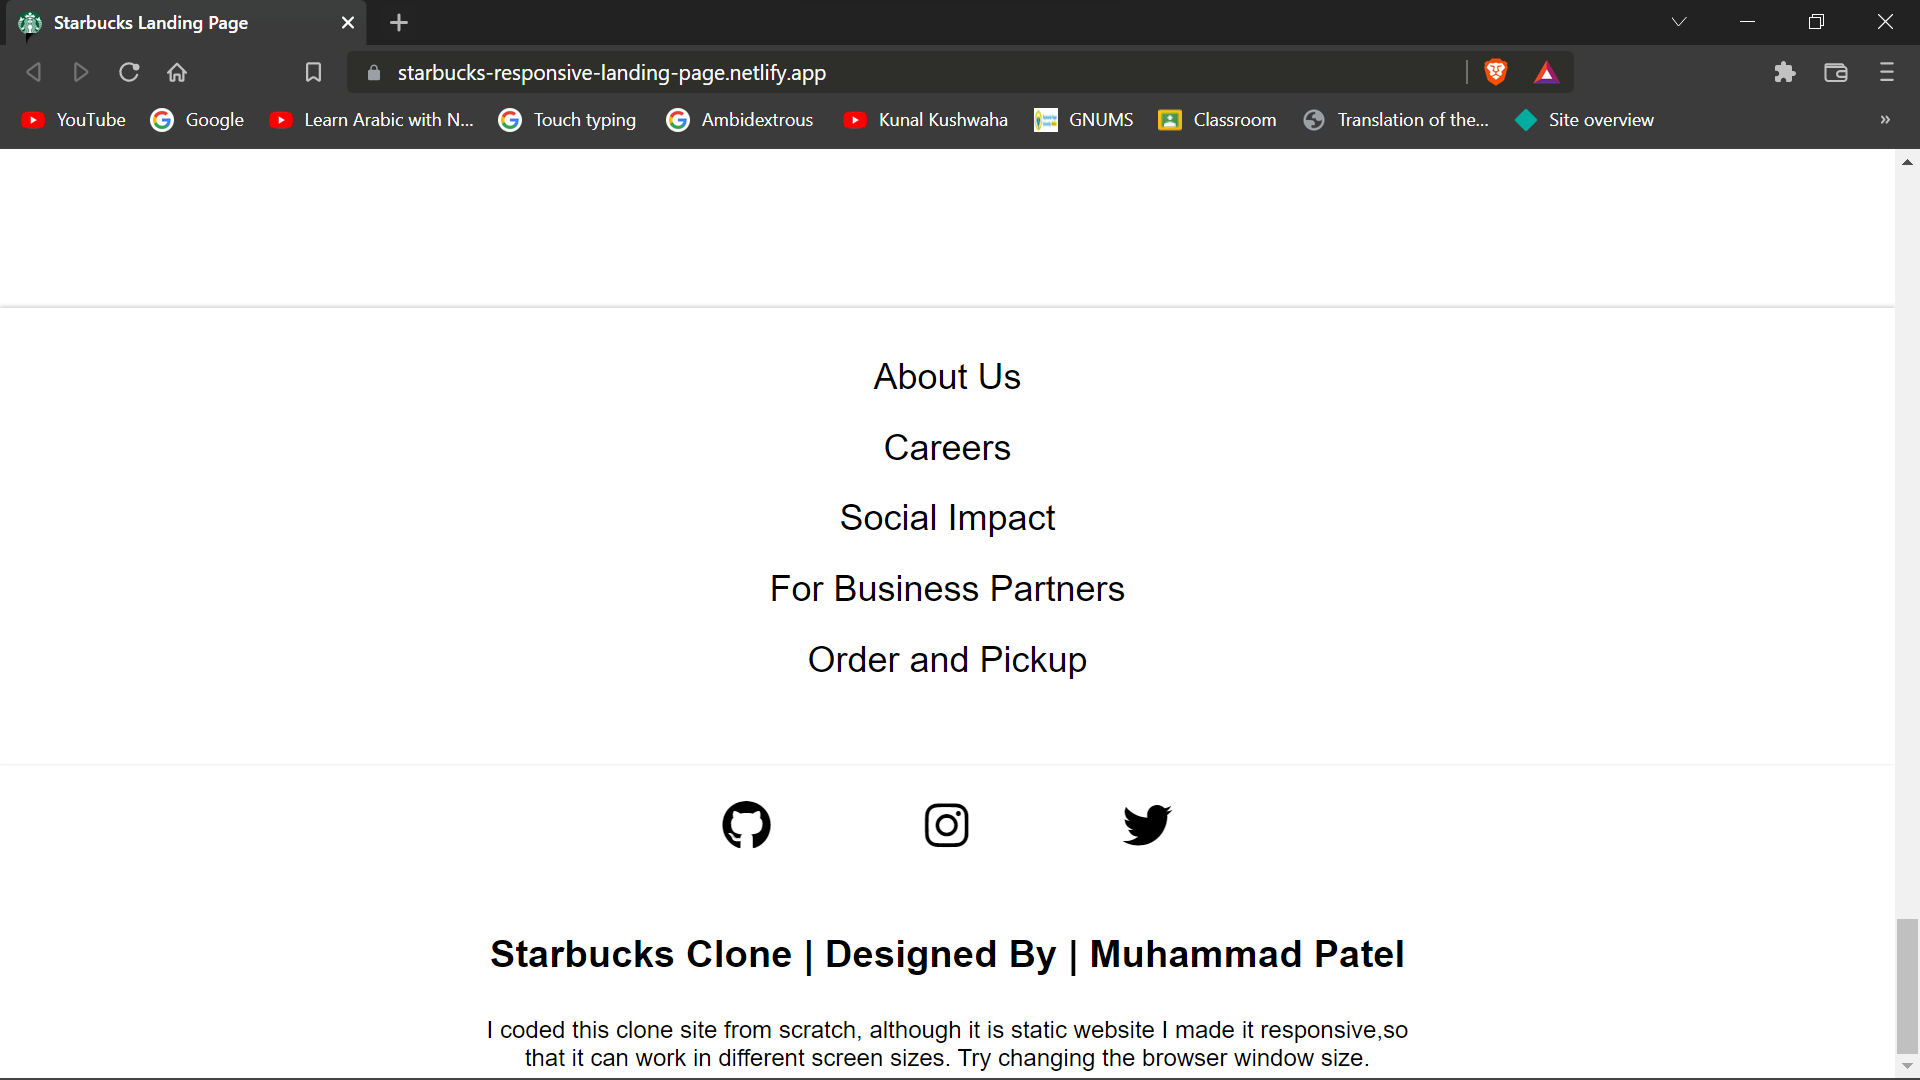 Starbucks Landing Page
starbucks-responsive-landing-page.netlify.app
YouTube Google Learn Arabic with N... Touch typing Ambidextrous Kunal Kushwaha GNUMS Classroom Translation of the... Site overview »
About Us
Careers
Social Impact
For Business Partners
Order and Pickup
Starbucks Clone | Designed By | Muhammad Patel
I coded this clone site from scratch, although it is static website I made it responsive,so
that it can work in different screen sizes. Try changing the browser window size.